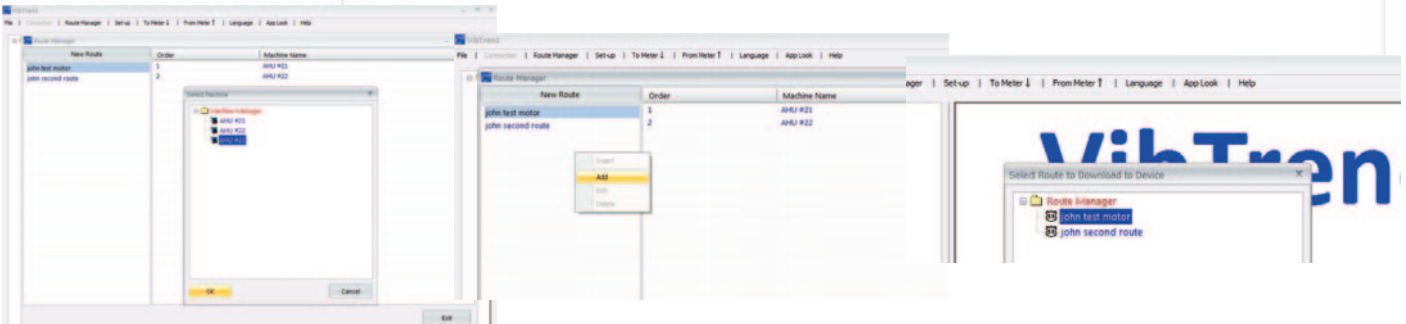 VibTrend
File | Connection | Route Manager | Set-up | To Meter↓ | From Meter↑ | Language | App Look | Help
Route Manager
New Route
Order
Machine Name
john test motor
1
AHU #21
john second route
2
AHU #22
Select Machine
Machine Manager
AHU #21
AHU #22
AHU #23
OK
Cancel
Exit
VibTrend
File | Connection | Route Manager | Set-up | To Meter↓ | From Meter↑ | Language | App Look | Help
Route Manager
New Route
Order
Machine Name
john test motor
1
AHU #21
john second route
2
AHU #22
Insert
Add
Edit
Delete
ager | Set-up | To Meter↓ | From Meter↑ | Language | App Look | Help
VibTren
Select Route to Download to Device
Route Manager
john test motor
john second route